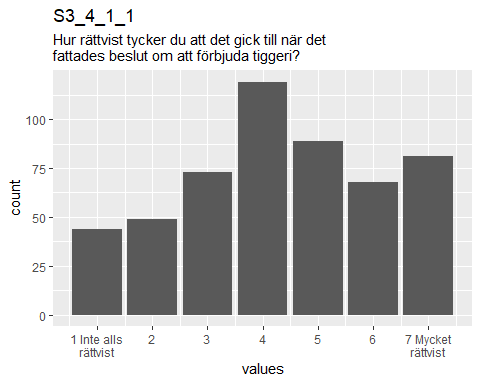 S3_4_1_1
Hur rättvist tycker du att det gick till när det
fattades beslut om att förbjuda tiggeri?
count
100
75
50
25
0
1 Inte alls
rättvist
2
3
4
5
6
7 Mycket
rättvist
values